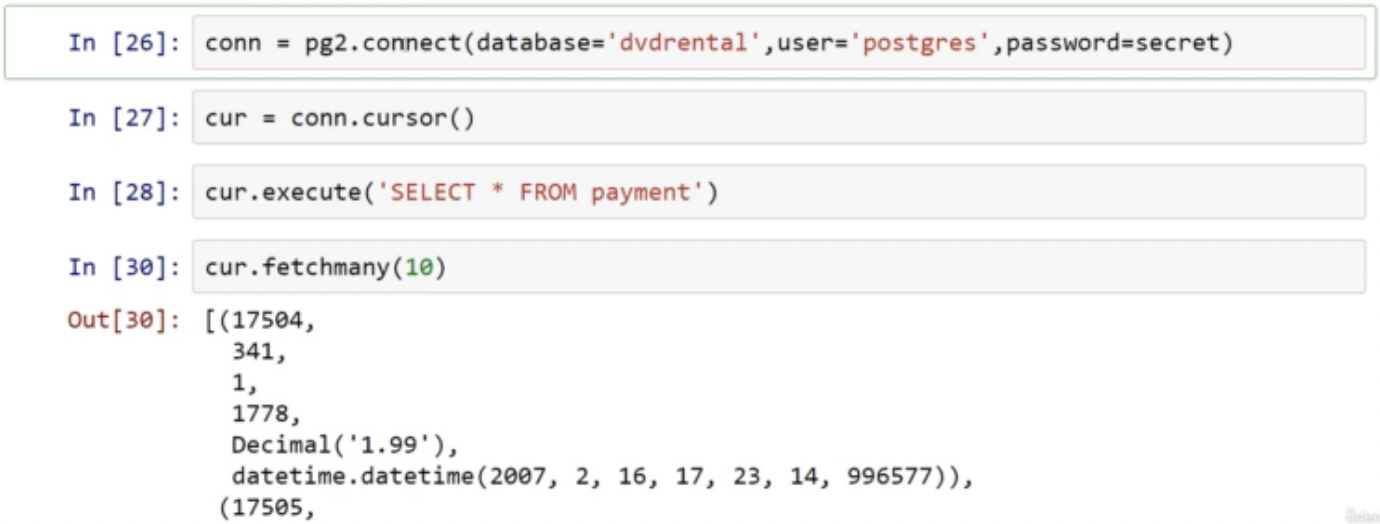 In [26]: conn = pg2.connect(database='dvdrental',user='postgres',password=secret)
In [27]: cur = conn.cursor()
In [28]: cur.execute('SELECT * FROM payment')
In [30]: cur.fetchmany(10)
Out[30]: [(17504,
341,
1,
1778,
Decimal('1.99'),
datetime.datetime(2007, 2, 16, 17, 23, 14, 996577)),
(17505,